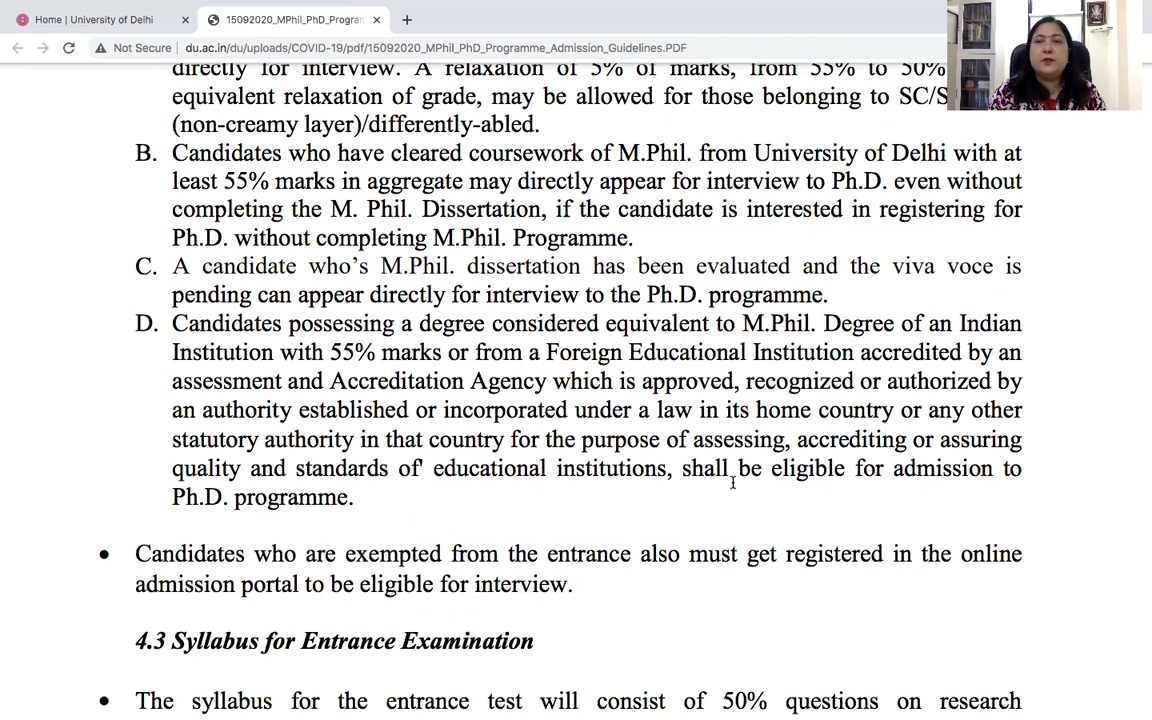 Home | University of Delhi
15092020_MPhil_PhD_Progra
Not Secure | du.ac.in/du/uploads/COVID-19/pdf/15092020_MPhil_PhD_Programme_Admission_Guidelines.PDF
directly for interview. A relaxation of 5% of marks, from 55% to 50%
equivalent relaxation of grade, may be allowed for those belonging to SC/S
(non-creamy layer)/differently-abled.
B. Candidates who have cleared coursework of M.Phil. from University of Delhi with at
least 55% marks in aggregate may directly appear for interview to Ph.D. even without
completing the M. Phil. Dissertation, if the candidate is interested in registering for
Ph.D. without completing M.Phil. Programme.
C. A candidate who's M.Phil. dissertation has been evaluated and the viva voce is
pending can appear directly for interview to the Ph.D. programme.
D. Candidates possessing a degree considered equivalent to M.Phil. Degree of an Indian
Institution with 55% marks or from a Foreign Educational Institution accredited by an
assessment and Accreditation Agency which is approved, recognized or authorized by
an authority established or incorporated under a law in its home country or any other
statutory authority in that country for the purpose of assessing, accrediting or assuring
quality and standards of educational institutions, shall be eligible for admission to
Ph.D. programme.
• Candidates who are exempted from the entrance also must get registered in the online
admission portal to be eligible for interview.
4.3 Syllabus for Entrance Examination
• The syllabus for the entrance test will consist of 50% questions on research